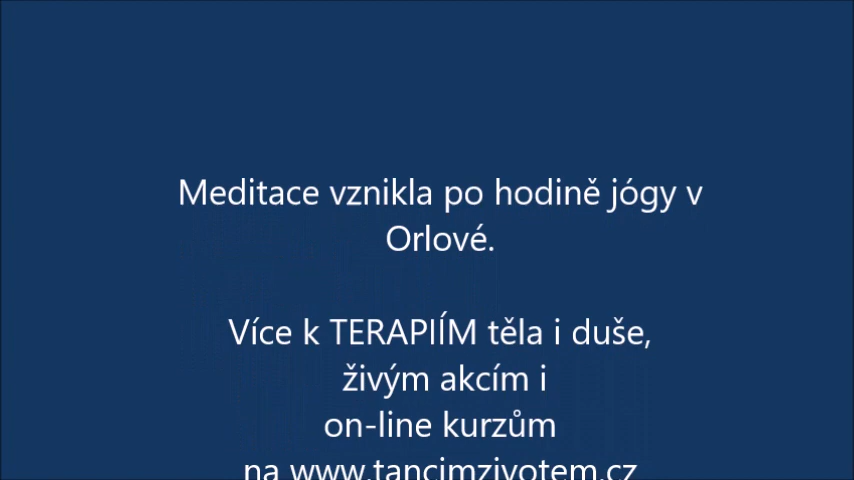 Meditace vznikla po hodině jógy v
Orlové.
Více k TERAPIÍM těla i duše,
živým akcím i
on-line kurzům
na www.tancimzivotem.cz